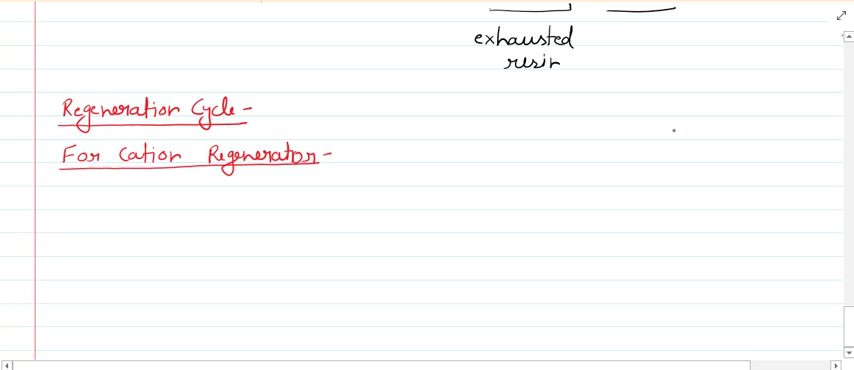 exhausted
resin
Regeneration Cycle -
For Cation Regenerator -